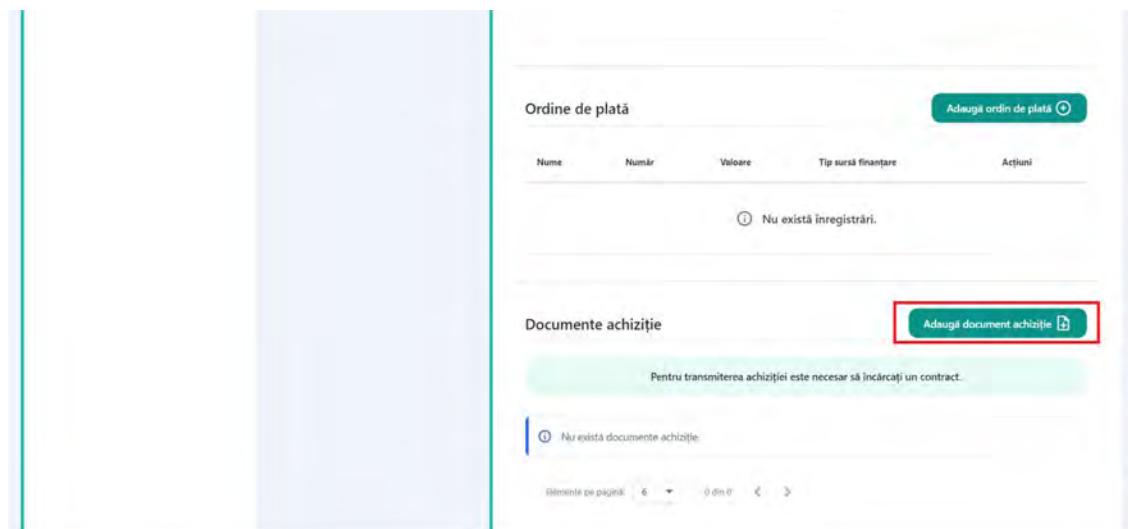 Ordine de plată
Adaugă ordin de plată
Nume Număr Valoare Tip sursă finanțare Acțiuni
Nu există înregistrări.
Documente achiziție
Adaugă document achiziție
Pentru transmiterea achiziției este necesar să încărcați un contract.
Nu există documente achiziție.
Elemente pe pagină: 6 0 din 0